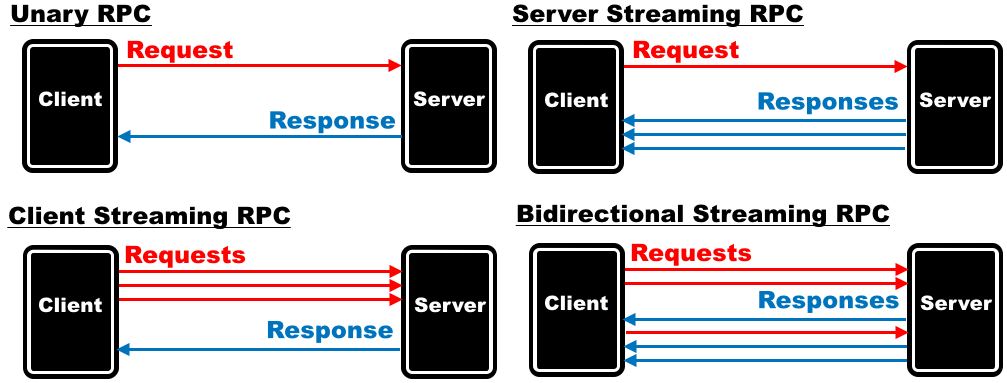 Unary RPC
Request
Client
Server
Response
Server Streaming RPC
Request
Client
Responses
Server
Client Streaming RPC
Requests
Client
Server
Response
Bidirectional Streaming RPC
Requests
Client
Responses
Server